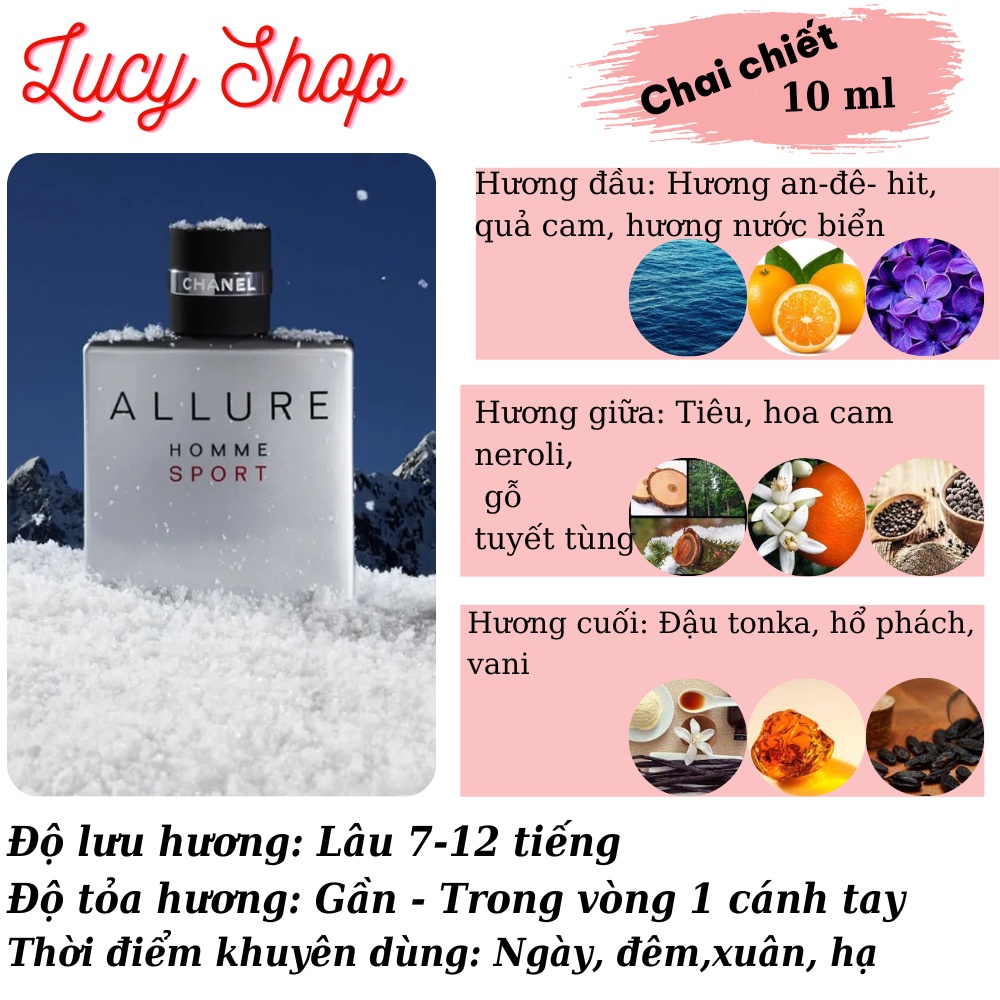 Lucy Shop
Chai chiết
10 ml
CHANEL
ALLURE
HOMME
SPORT
Hương đầu: Hương an-đê- hit,
quả cam, hương nước biển
Hương giữa: Tiêu, hoa cam
neroli,
gỗ
tuyết tùng
Hương cuối: Đậu tonka, hổ phách,
vani
Độ lưu hương: Lâu 7-12 tiếng
Độ tỏa hương: Gần - Trong vòng 1 cánh tay
Thời điểm khuyên dùng: Ngày, đêm,xuân, hạ